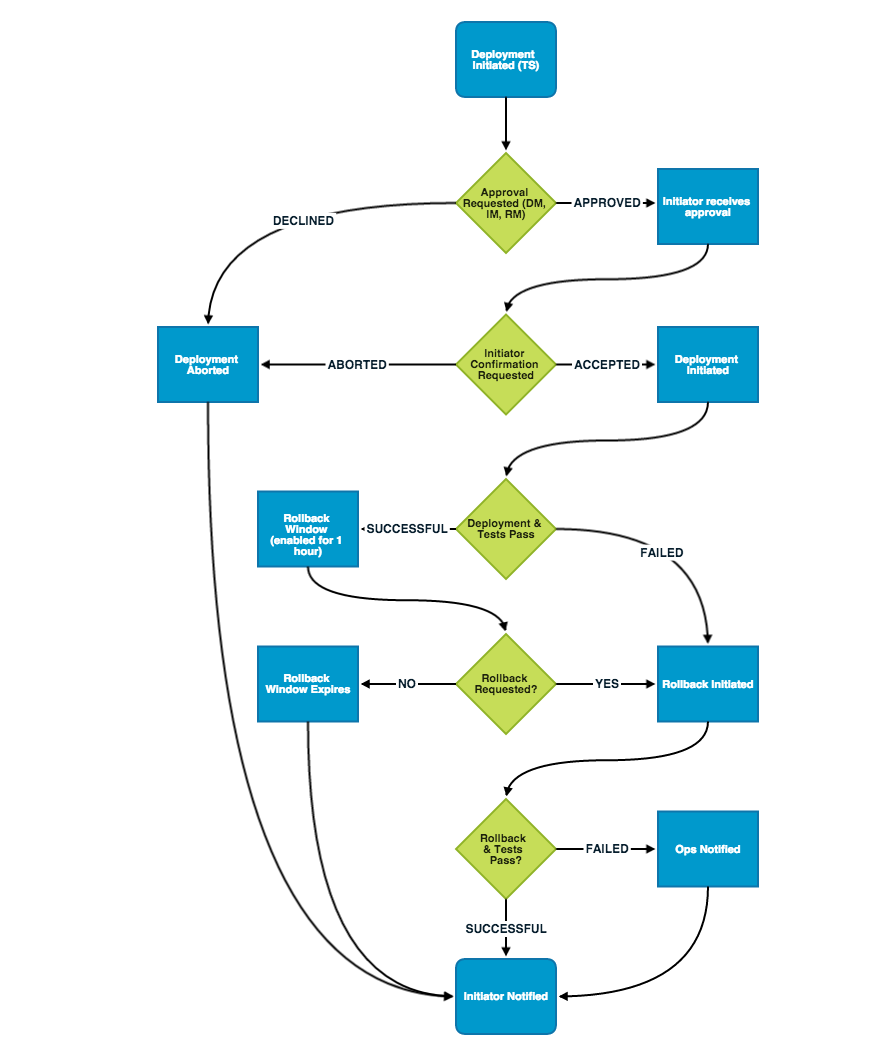 Deployment
Initiated (TS)
Approval
Requested (DM,
IM, RM)
APPROVED
Initiator receives
approval
DECLINED
Deployment
Aborted
ABORTED
Initiator
Confirmation
Requested
ACCEPTED
Deployment
Initiated
Rollback
Window
(enabled for 1
hour)
SUCCESSFUL
Deployment &
Tests Pass
FAILED
Rollback
Window Expires
NO
Rollback
Requested?
YES
Rollback Initiated
Rollback
& Tests
Pass?
FAILED
Ops Notified
SUCCESSFUL
Initiator Notified